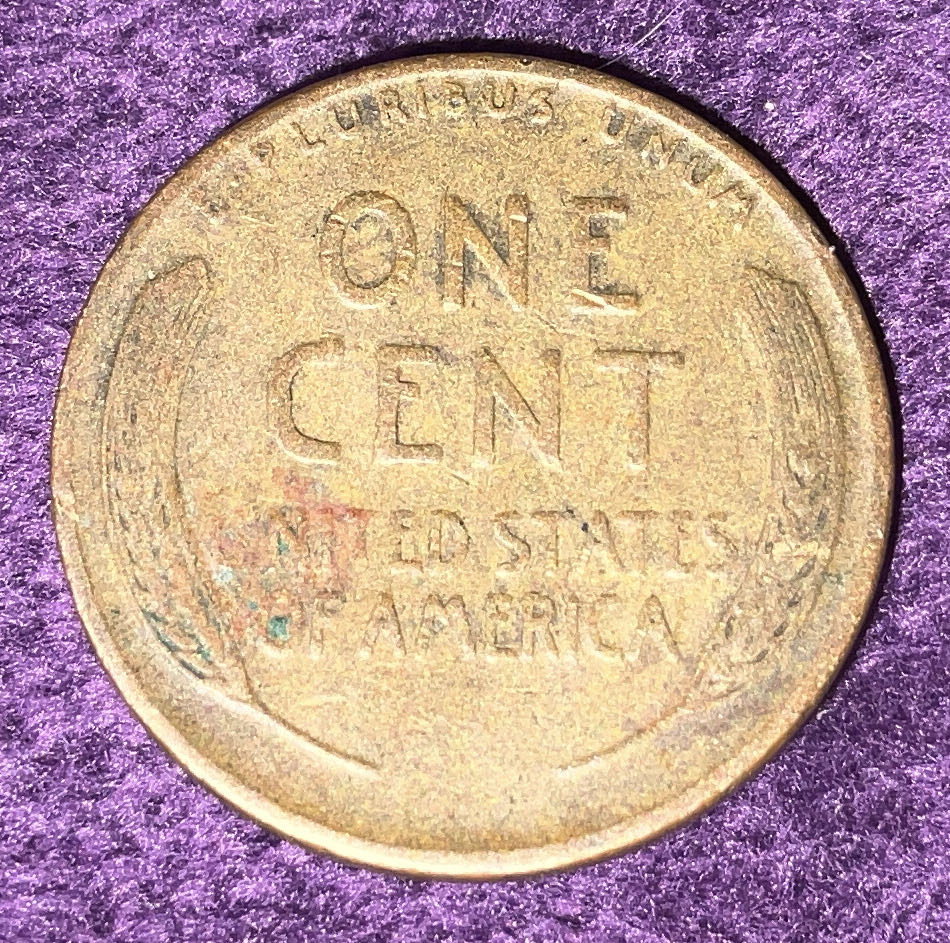 E PLURIBUS UNUM
ONE
CENT
UNITED STATES
OF AMERICA